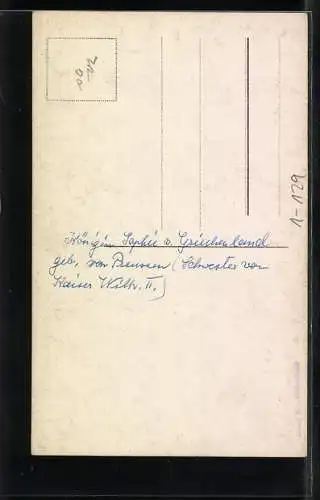 Königin Sophie v. Griechenland
geb. von Preussen (Schwester von
Kaiser Wilh. II.)
1-129